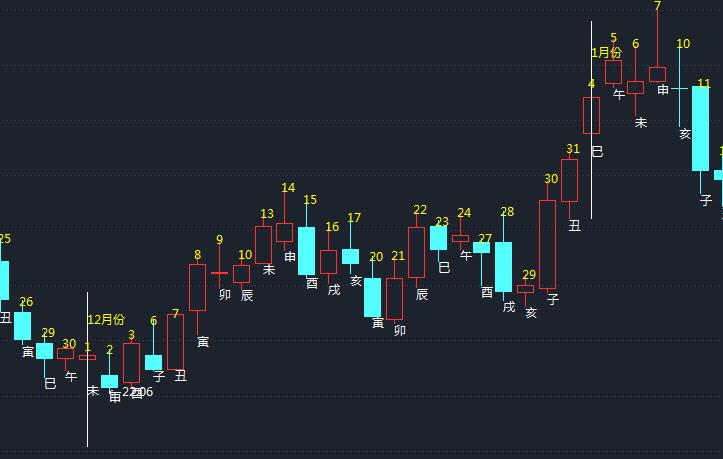 25
丑
26
寅
29
巳
30
午
12月份
1
未
2
申
3
酉
←22.06
6
子
7
丑
8
寅
9
卯
10
辰
13
未
14
申
15
酉
16
戌
17
亥
20
寅
21
卯
22
辰
23
巳
24
午
27
酉
28
戌
29
亥
30
子
31
丑
1月份
4
巳
5
午
6
未
7
申
10
亥
11
子